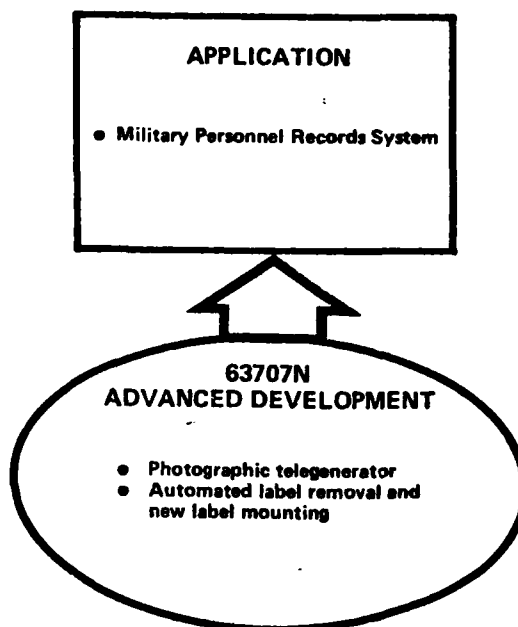 APPLICATION
● Military Personnel Records System
63707N
ADVANCED DEVELOPMENT
● Photographic telegenerator
● Automated label removal and
new label mounting